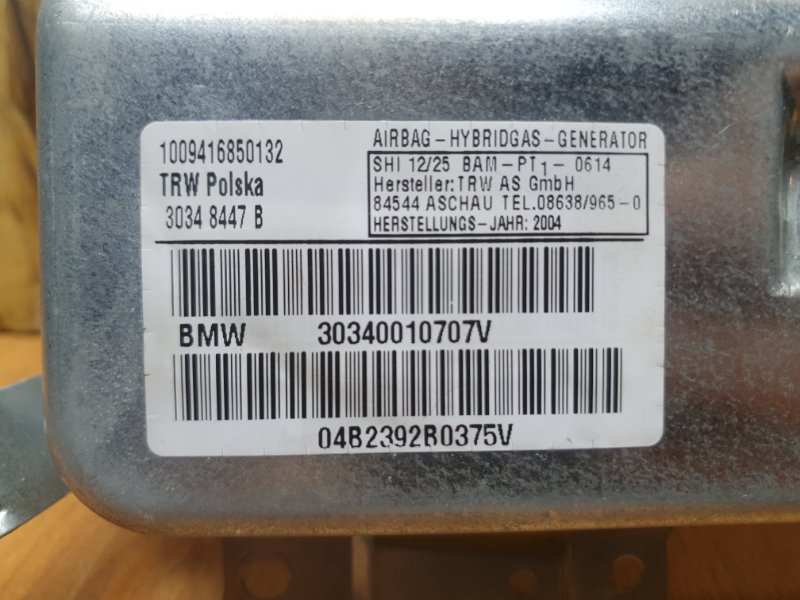 1009416850132
TRW Polska
3034 8447 B
AIRBAG-HYBRIDGAS-GENERATOR
SHI 12/25 BAM-PT1- 0614
Hersteller:TRW AS GmbH
84544 ASCHAU TEL.08638/965-0
HERSTELLUNGS-JAHR: 2004
BMW 30340010707V
04B2392B0375V